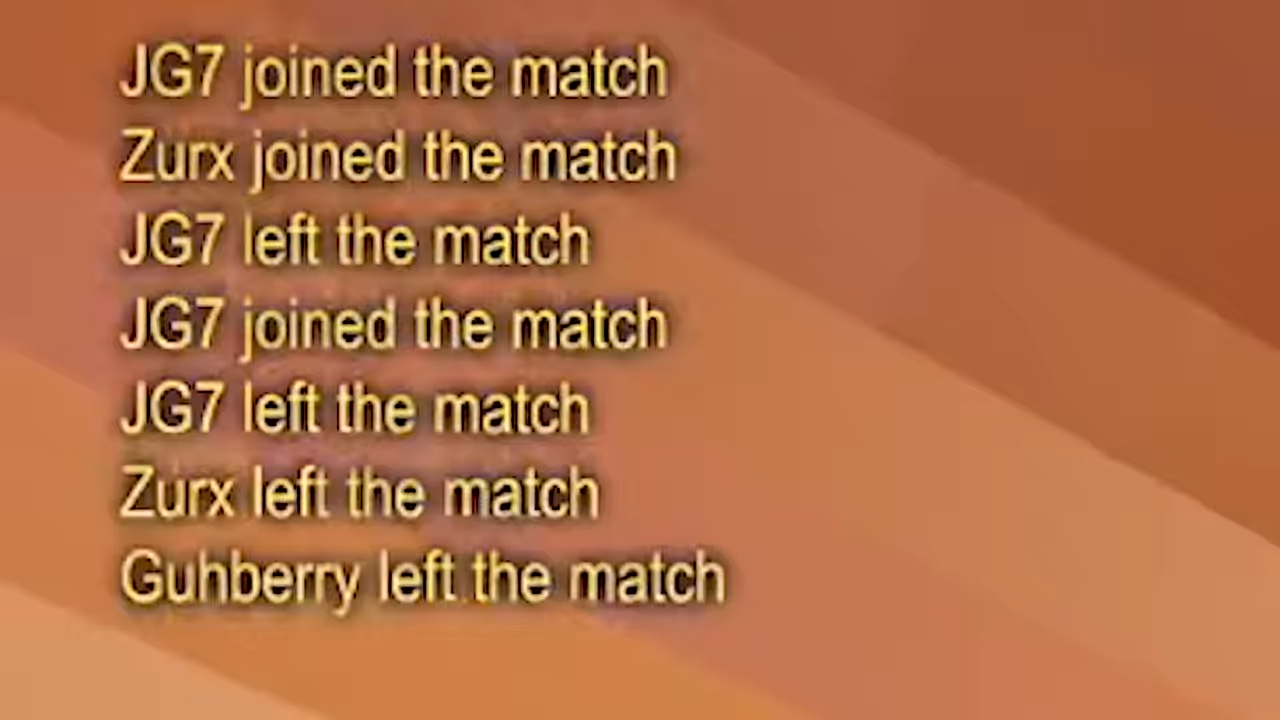 JG7 joined the match
Zurx joined the match
JG7 left the match
JG7 joined the match
JG7 left the match
Zurx left the match
Guhberry left the match